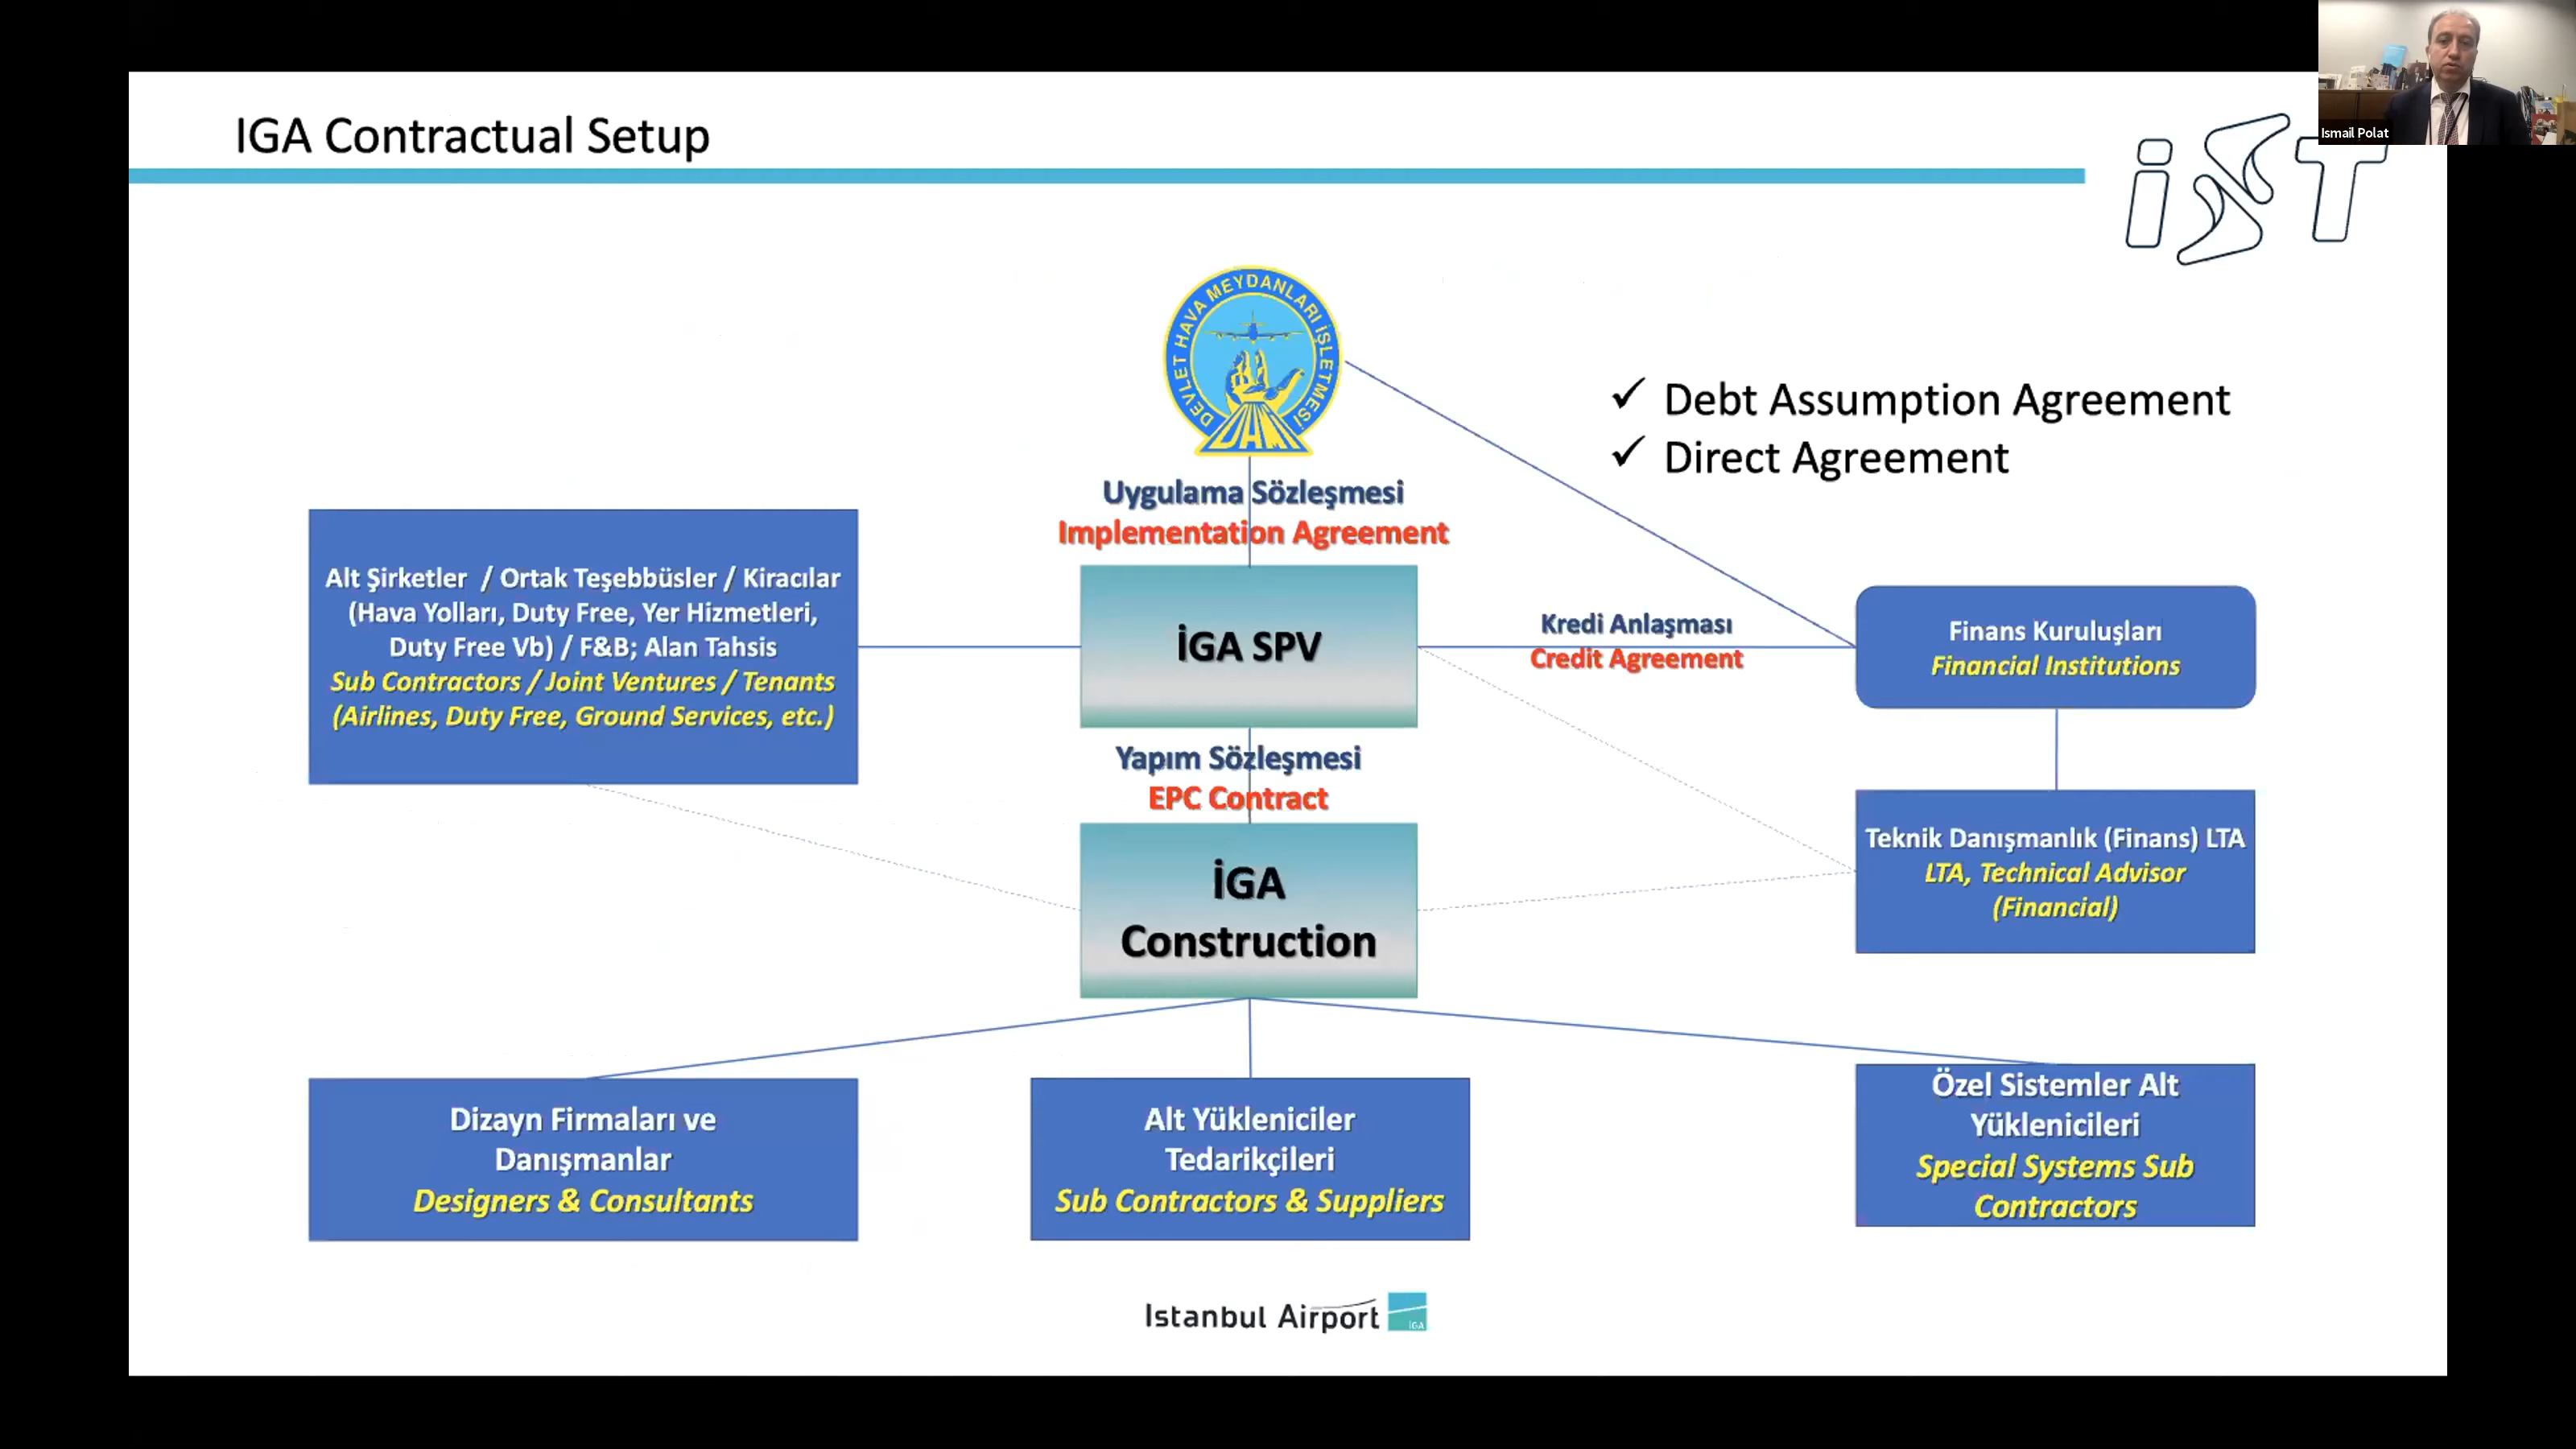 Ismail Polat
IGA Contractual Setup
iST
DEVLET HAVA MEYDANLARI İŞLETMESİ
DHMİ
✓ Debt Assumption Agreement
✓ Direct Agreement
Uygulama Sözleşmesi
Implementation Agreement
Alt Şirketler / Ortak Teşebbüsler / Kiracılar
(Hava Yolları, Duty Free, Yer Hizmetleri,
Duty Free Vb) / F&B; Alan Tahsis
Sub Contractors / Joint Ventures / Tenants
(Airlines, Duty Free, Ground Services, etc.)
İGA SPV
Kredi Anlaşması
Credit Agreement
Finans Kuruluşları
Financial Institutions
Yapım Sözleşmesi
EPC Contract
İGA
Construction
Teknik Danışmanlık (Finans) LTA
LTA, Technical Advisor
(Financial)
Dizayn Firmaları ve
Danışmanlar
Designers & Consultants
Alt Yükleniciler
Tedarikçileri
Sub Contractors & Suppliers
Özel Sistemler Alt
Yüklenicileri
Special Systems Sub
Contractors
Istanbul Airport
İGA